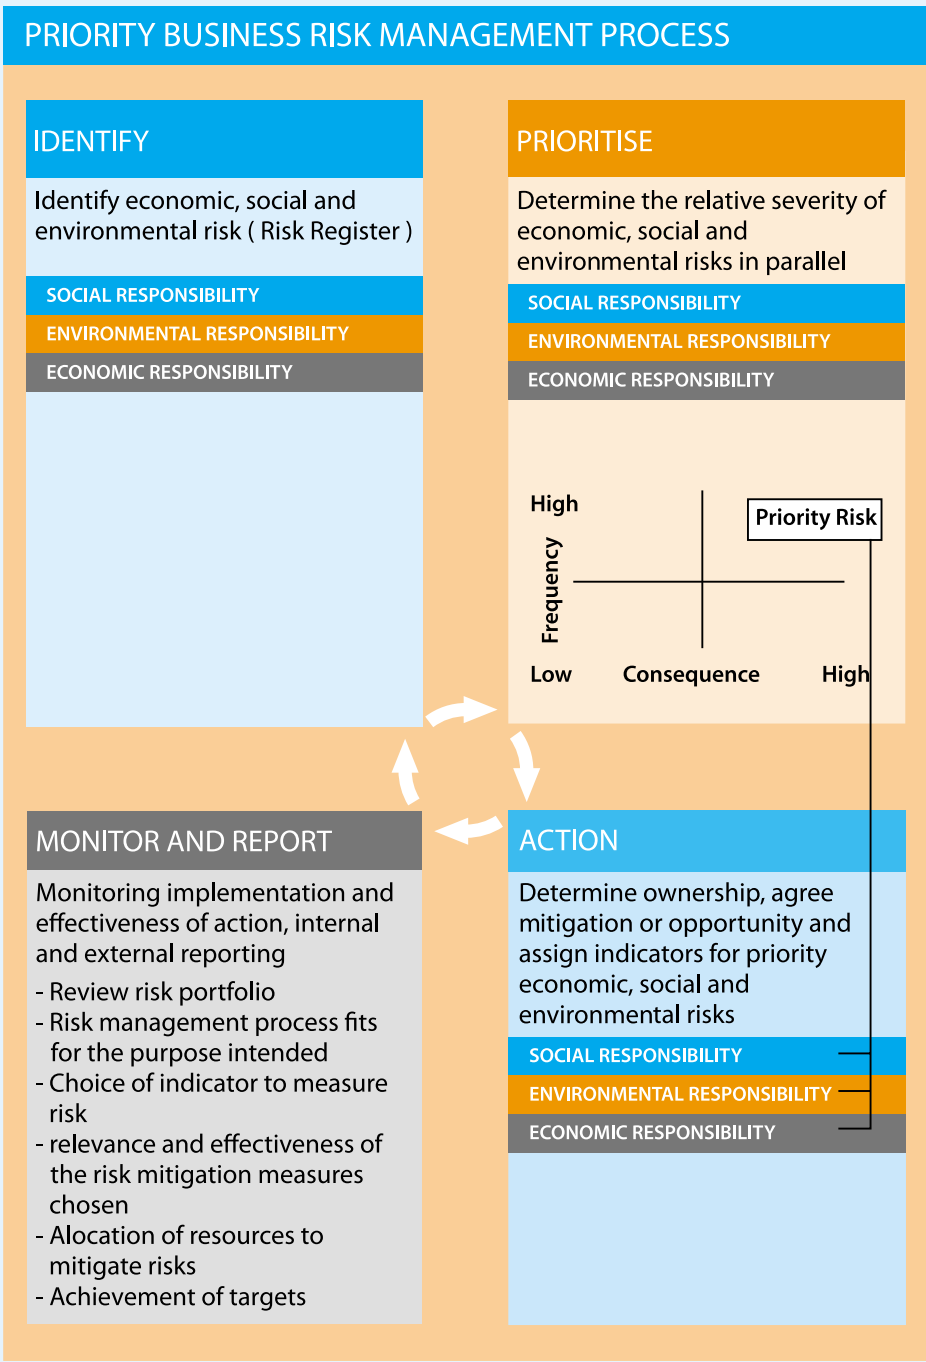 PRIORITY BUSINESS RISK MANAGEMENT PROCESS
IDENTIFY
Identify economic, social and
environmental risk ( Risk Register )
SOCIAL RESPONSIBILITY
ENVIRONMENTAL RESPONSIBILITY
ECONOMIC RESPONSIBILITY
PRIORITISE
Determine the relative severity of
economic, social and
environmental risks in parallel
SOCIAL RESPONSIBILITY
ENVIRONMENTAL RESPONSIBILITY
ECONOMIC RESPONSIBILITY
High
Priority Risk
Frequency
Low Consequence High
MONITOR AND REPORT
Monitoring implementation and
effectiveness of action, internal
and external reporting
- Review risk portfolio
- Risk management process fits
for the purpose intended
- Choice of indicator to measure
risk
- relevance and effectiveness of
the risk mitigation measures
chosen
- Alocation of resources to
mitigate risks
- Achievement of targets
ACTION
Determine ownership, agree
mitigation or opportunity and
assign indicators for priority
economic, social and
environmental risks
SOCIAL RESPONSIBILITY
ENVIRONMENTAL RESPONSIBILITY
ECONOMIC RESPONSIBILITY